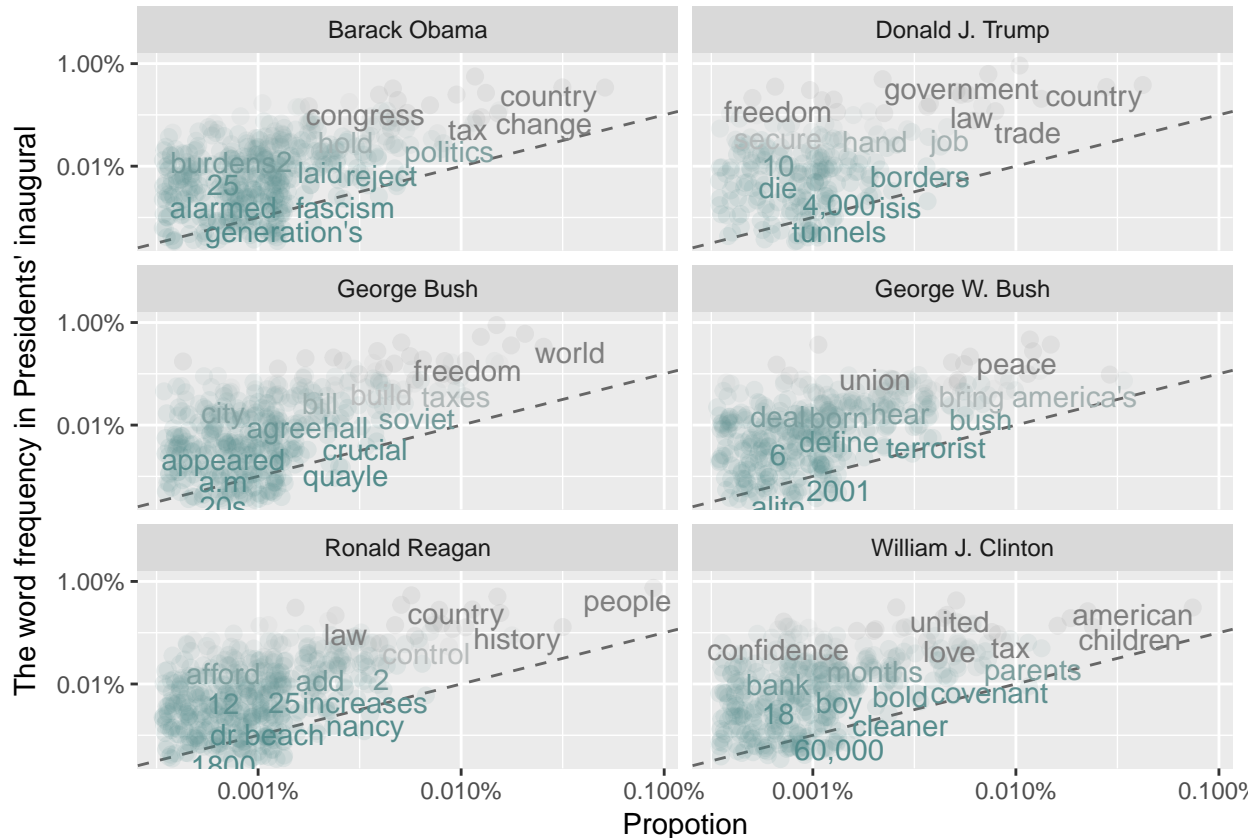 Barack Obama
Donald J. Trump
The word frequency in Presidents' inaugural
1.00%
0.01%
country
congress
tax
change
hold
politics
burdens2
laid
reject
25
alarmed
fascism
generation's
government
country
freedom
law
trade
secure
hand
job
10
die
borders
4,000
isis
tunnels
George Bush
George W. Bush
1.00%
0.01%
world
freedom
build
taxes
city
bill
soviet
agree
hall
crucial
appeared
a.m
quayle
20s
peace
union
bring
america's
deal
born
hear
bush
define
6
terrorist
2001
alito
Ronald Reagan
William J. Clinton
1.00%
0.01%
people
country
law
history
control
afford
add
2
12
25
increases
nancy
dr
beach
1800
american
united
children
confidence
love
tax
months
parents
bank
boy
bold
covenant
18
cleaner
60,000
0.001%
0.010%
0.100%
0.001%
0.010%
0.100%
Propotion